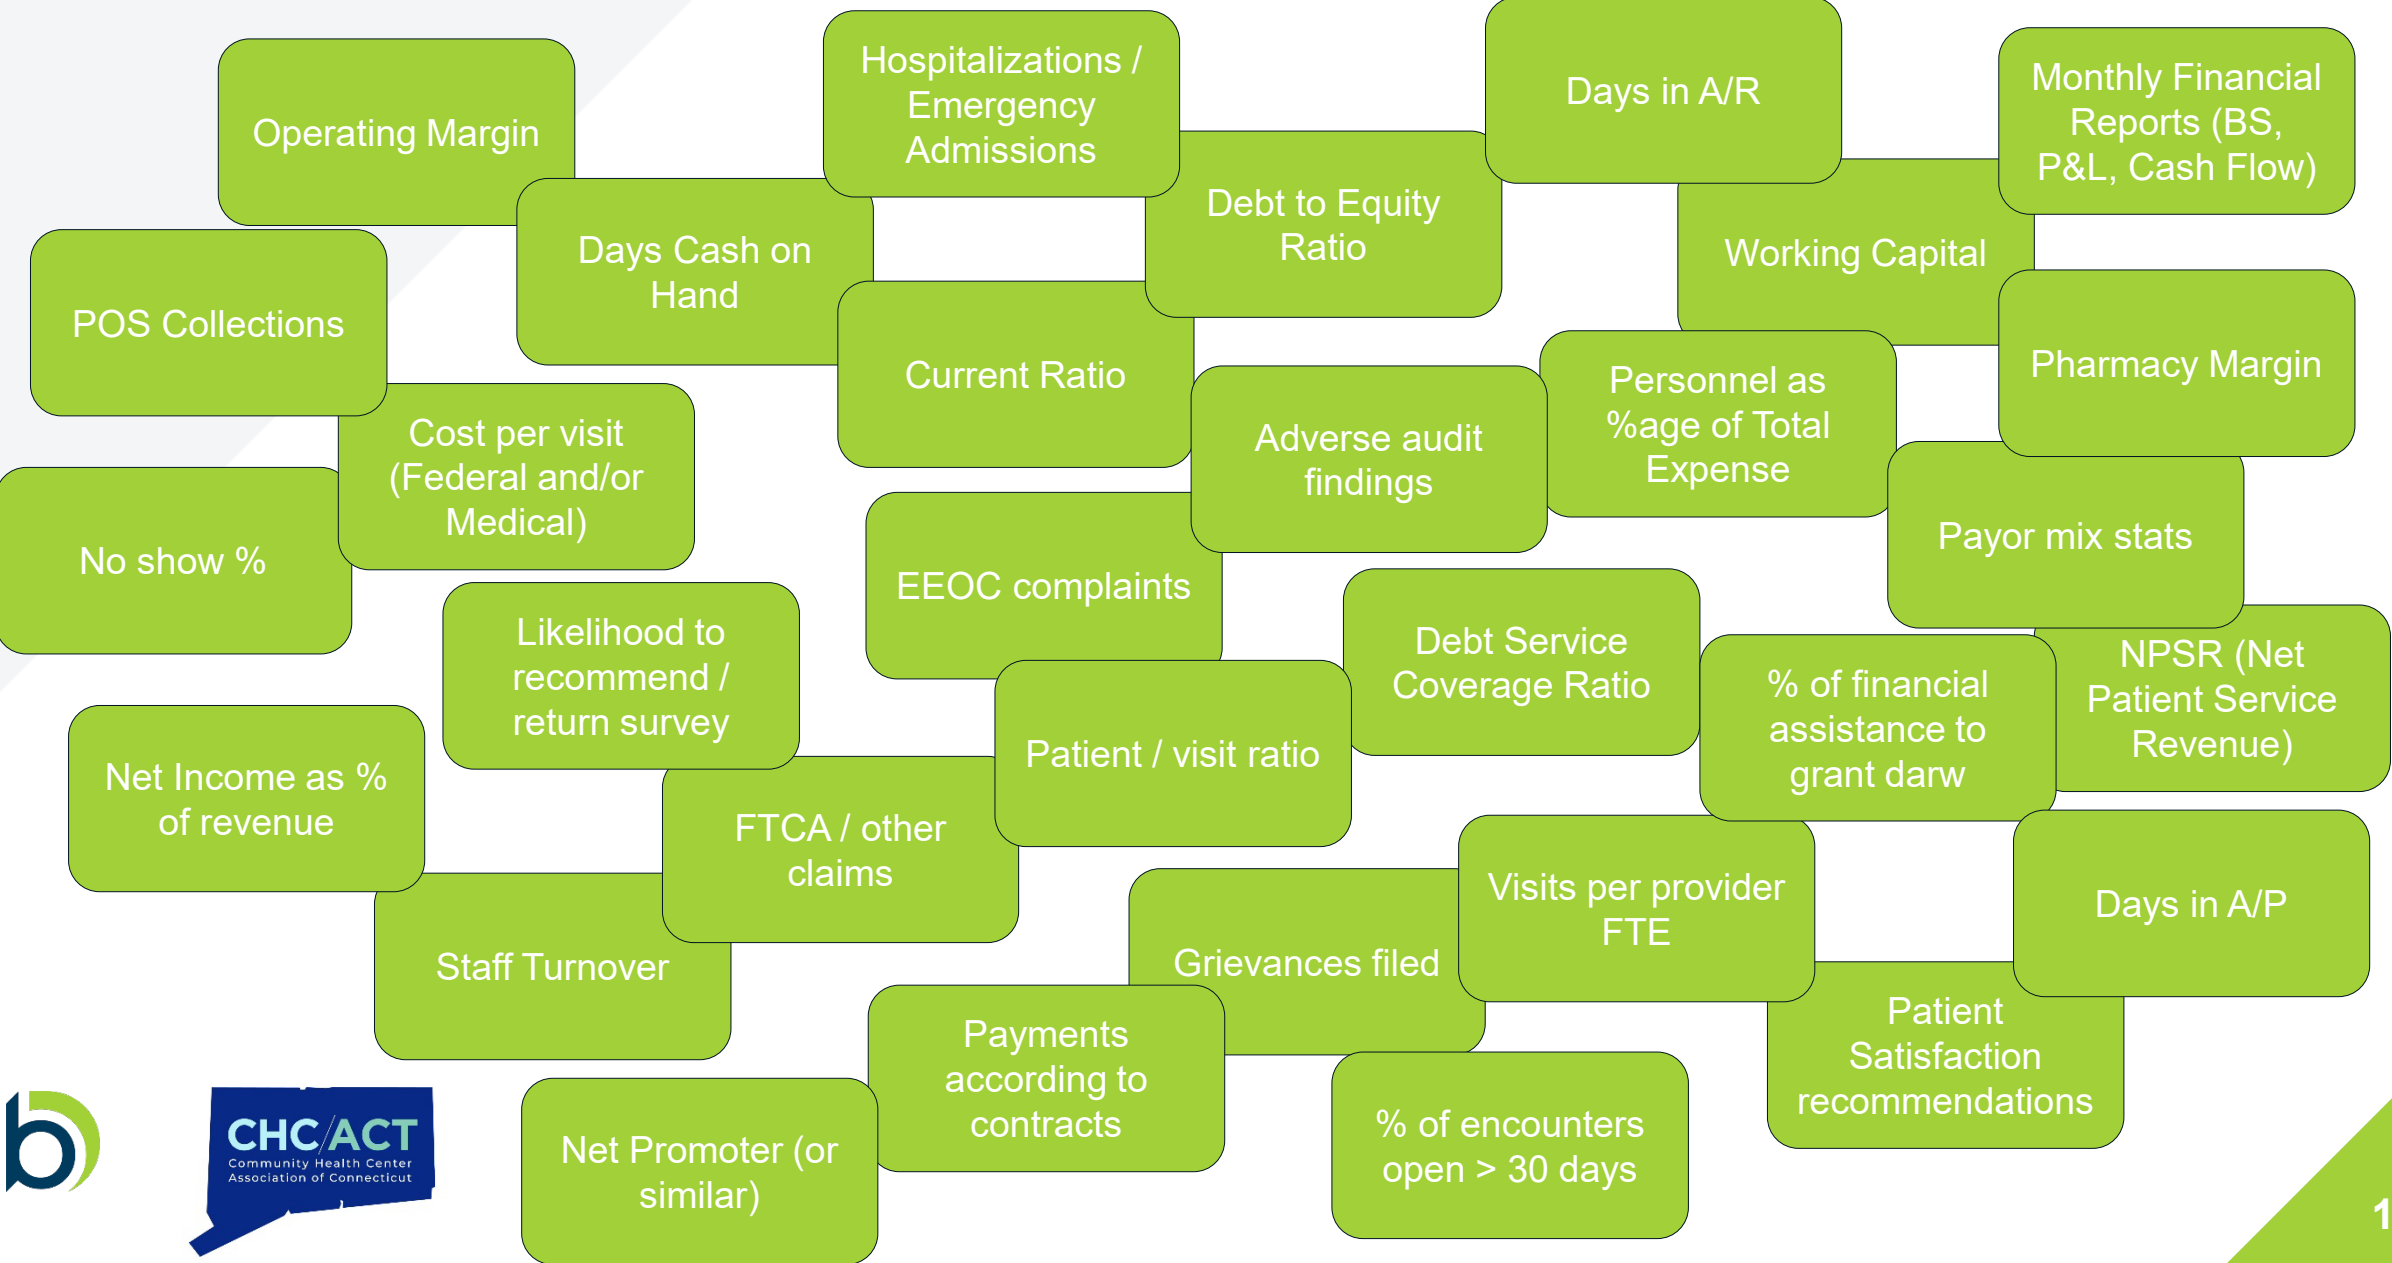 Operating Margin
Hospitalizations /
Emergency
Admissions
Days in A/R
Monthly Financial
Reports (BS,
P&L, Cash Flow)
Debt to Equity
Ratio
Days Cash on
Hand
Working Capital
POS Collections
Current Ratio
Pharmacy Margin
Cost per visit
(Federal and/or
Medical)
Adverse audit
findings
Personnel as
%age of Total
Expense
No show %
Payor mix stats
EEOC complaints
Likelihood to
recommend /
return survey
Debt Service
Coverage Ratio
% of financial
assistance to
grant darw
NPSR (Net
Patient Service
Revenue)
Net Income as %
of revenue
Patient / visit ratio
FTCA / other
claims
Visits per provider
FTE
Days in A/P
Staff Turnover
Grievances filed
Payments
according to
contracts
Patient
Satisfaction
recommendations
% of encounters
open > 30 days
Net Promoter (or
similar)
b
CHC/ACT
Community Health Center
Association of Connecticut
1